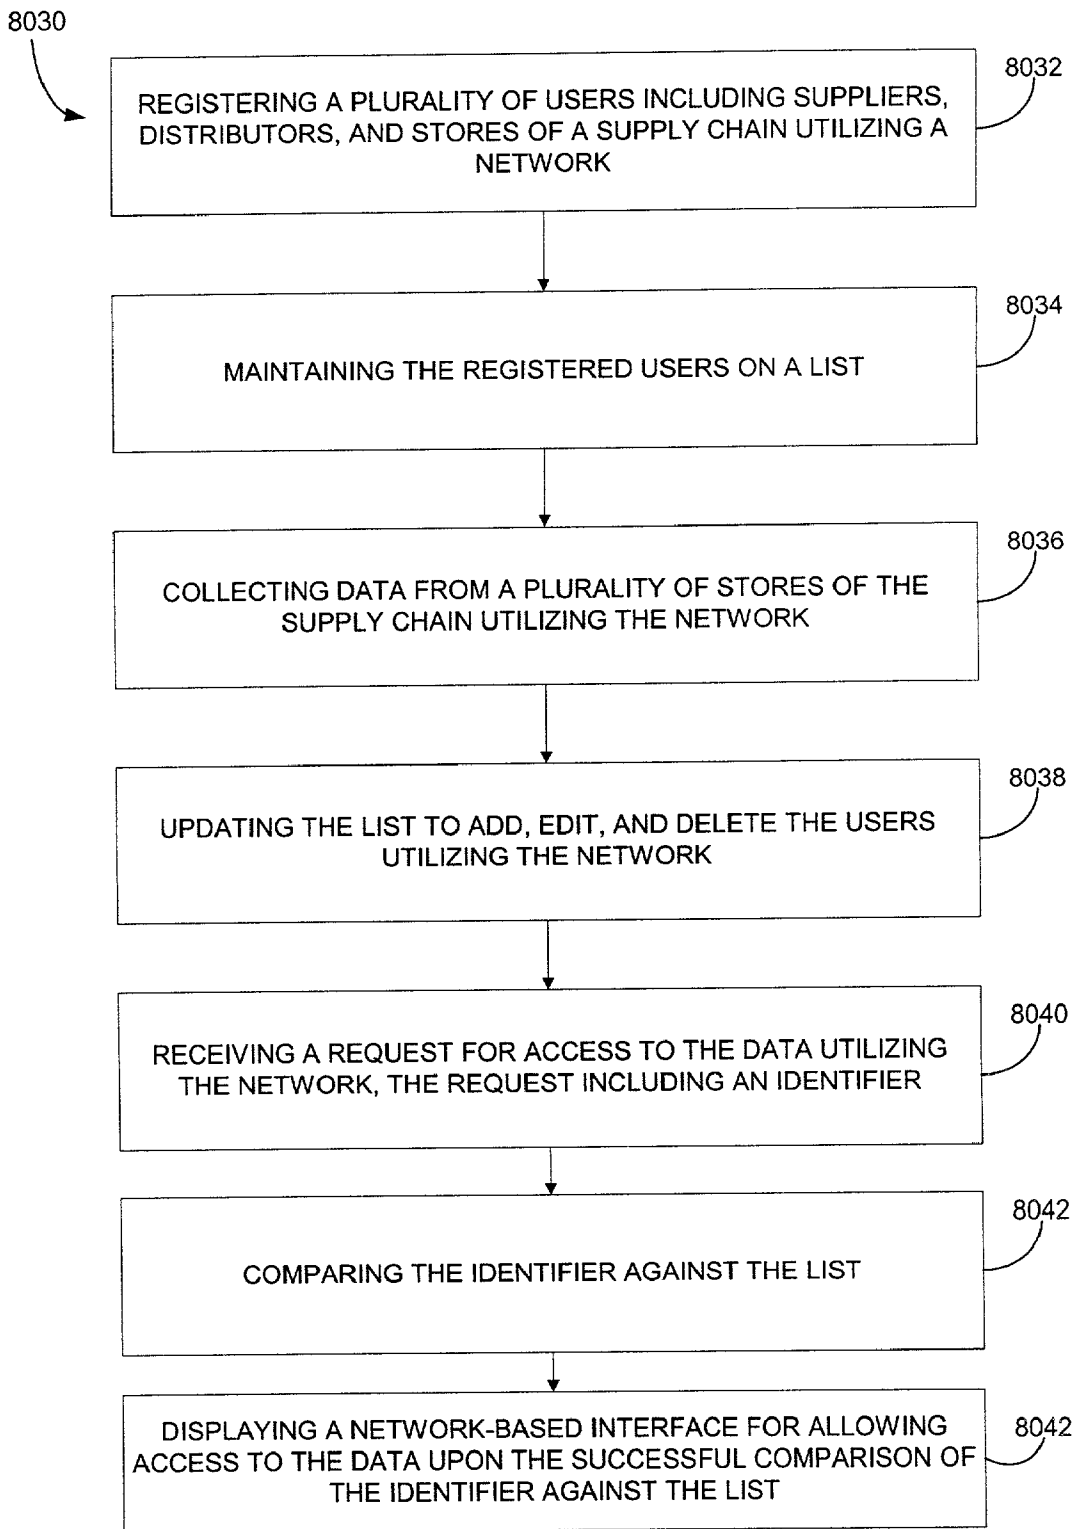 8030
8032
REGISTERING A PLURALITY OF USERS INCLUDING SUPPLIERS,
DISTRIBUTORS, AND STORES OF A SUPPLY CHAIN UTILIZING A
NETWORK
8034
MAINTAINING THE REGISTERED USERS ON A LIST
8036
COLLECTING DATA FROM A PLURALITY OF STORES OF THE
SUPPLY CHAIN UTILIZING THE NETWORK
8038
UPDATING THE LIST TO ADD, EDIT, AND DELETE THE USERS
UTILIZING THE NETWORK
8040
RECEIVING A REQUEST FOR ACCESS TO THE DATA UTILIZING
THE NETWORK, THE REQUEST INCLUDING AN IDENTIFIER
8042
COMPARING THE IDENTIFIER AGAINST THE LIST
8042
DISPLAYING A NETWORK-BASED INTERFACE FOR ALLOWING
ACCESS TO THE DATA UPON THE SUCCESSFUL COMPARISON OF
THE IDENTIFIER AGAINST THE LIST